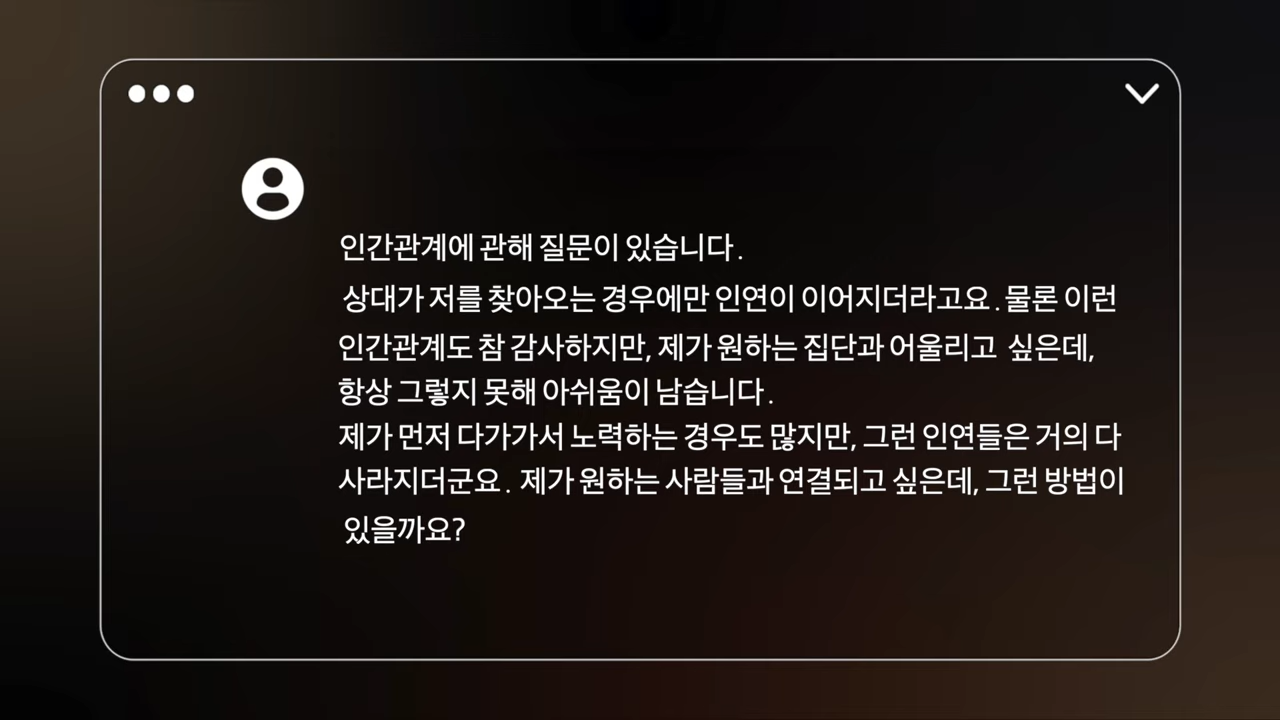 인간관계에 관해 질문이 있습니다.
상대가 저를 찾아오는 경우에만 인연이 이어지더라고요.물론 이런
인간관계도 참 감사하지만, 제가 원하는 집단과 어울리고 싶은데,
항상 그렇지 못해 아쉬움이 남습니다.
제가 먼저 다가가서 노력하는 경우도 많지만, 그런 인연들은 거의 다
사라지더군요. 제가 원하는 사람들과 연결되고 싶은데, 그런 방법이
있을까요?